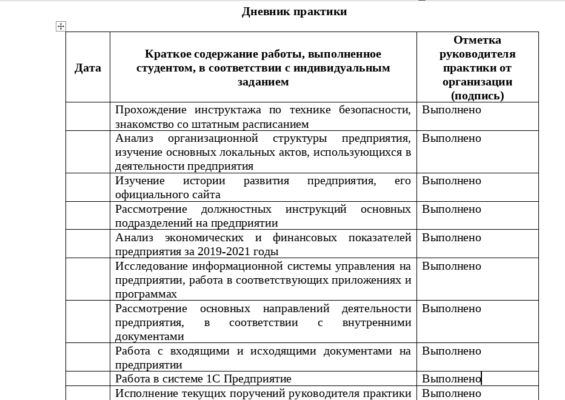 Дневник практики
Дата
Краткое содержание работы, выполненное
студентом, в соответствии с индивидуальным
заданием
Отметка
руководителя
практики от
организации
(подпись)
Прохождение инструктажа по технике безопасности,
знакомство со штатным расписанием
Выполнено
Анализ организационной структуры предприятия,
изучение основных локальных актов, использующихся в
деятельности предприятия
Выполнено
Изучение истории развития предприятия, его
официального сайта
Выполнено
Рассмотрение должностных инструкций основных
подразделений на предприятии
Выполнено
Анализ экономических и финансовых показателей
предприятия за 2019-2021 годы
Выполнено
Исследование информационной системы управления на
предприятии, работа в соответствующих приложениях и
программах
Выполнено
Рассмотрение основных направлений деятельности
предприятия, в соответствии с внутренними
документами
Выполнено
Работа с входящими и исходящими документами на
предприятии
Выполнено
Работа в системе 1С Предприятие
Выполнено
Исполнение текущих поручений руководителя практики
Выполнено